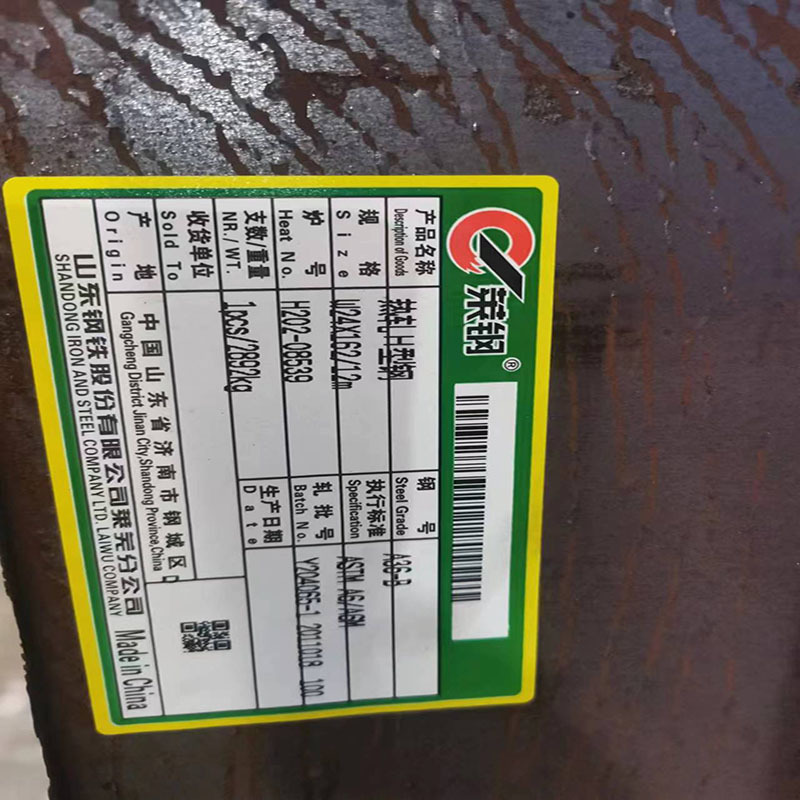 莱钢®
产品名称
Description of Goods
热轧H型钢
钢号
Steel Grade
A36-B
规格
Size
W24X162/12m
执行标准
Specification
ASTM A6/A6M
炉号
Heat No.
H202-08539
轧批号
Batch No.
Y204065-1 2011018 100
支数/重量
NR./WT.
1pcs/2892kg
生产日期
Date
收货单位
Sold To
产地
Origin
中国山东省济南市钢城区
Gangcheng District Jinan City,Shandong Province,China
山东钢铁股份有限公司莱芜分公司
SHANDONG IRON AND STEEL COMPANY LTD. LAIWU COMPANY
Made in China